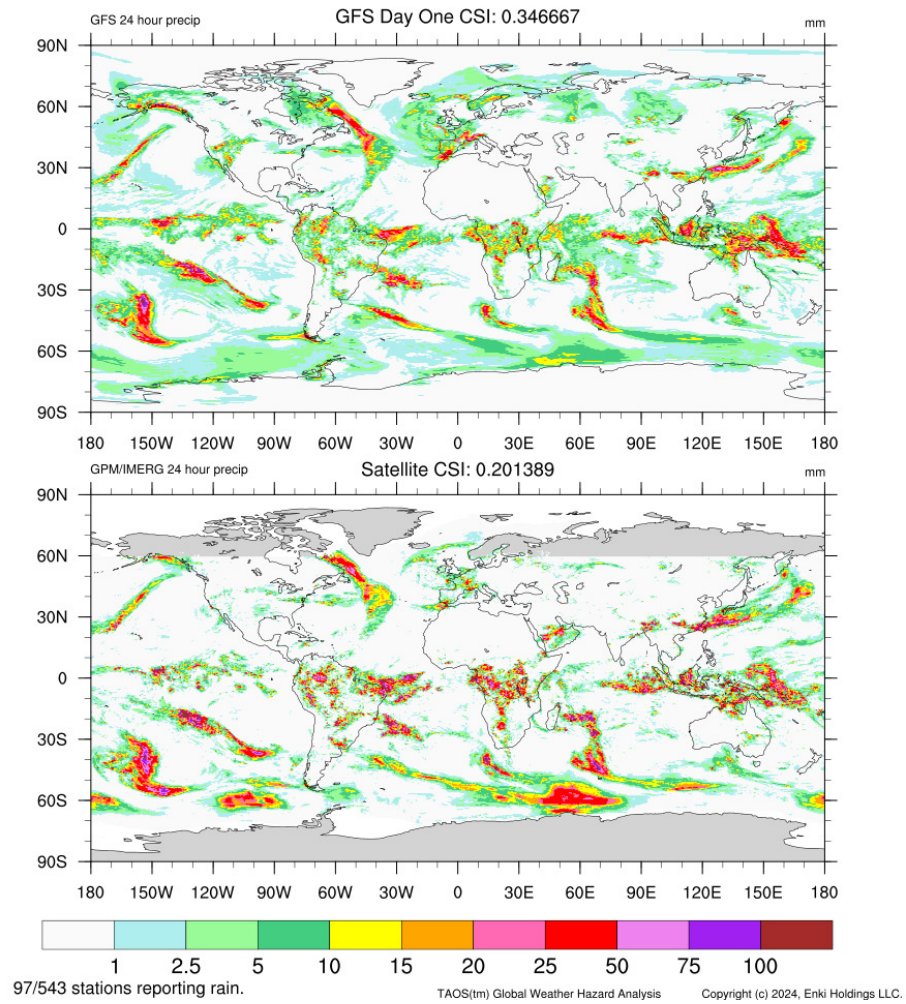 GFS 24 hour precip
GFS Day One CSI: 0.346667
mm
90N
60N
30N
0
30S
60S
90S
180 150W 120W 90W 60W 30W 0 30E 60E 90E 120E 150E 180
GPM/IMERG 24 hour precip
Satellite CSI: 0.201389
mm
90N
60N
30N
0
30S
60S
90S
180 150W 120W 90W 60W 30W 0 30E 60E 90E 120E 150E 180
1 2.5 5 10 15 20 25 50 75 100
97/543 stations reporting rain.
TAOS(tm) Global Weather Hazard Analysis
Copyright (c) 2024, Enki Holdings LLC.